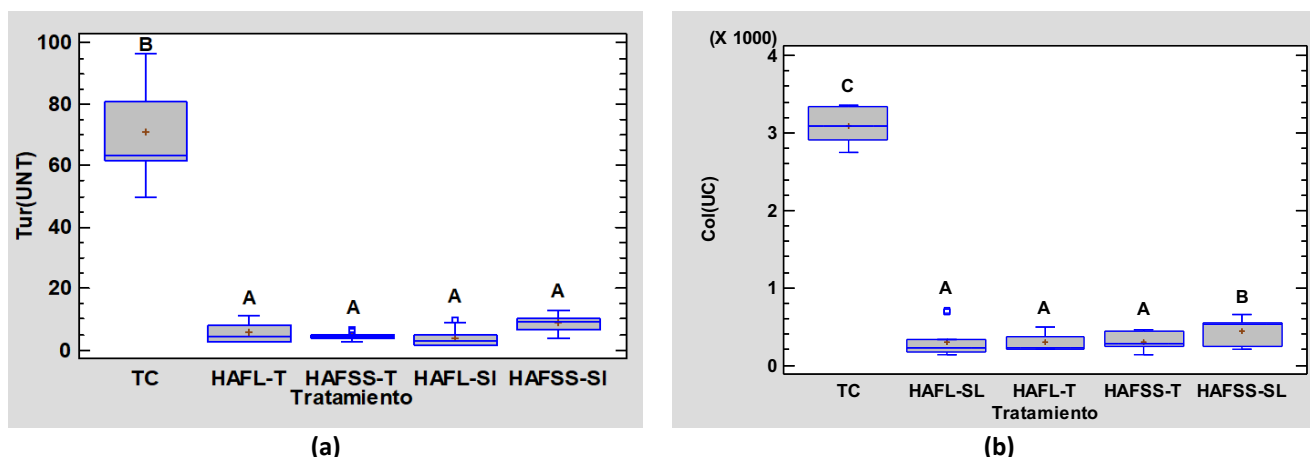 Tur(UNT)
100
80
60
40
20
0
B
A
A
A
A
TC HAFL-T HAFSS-T HAFL-SI HAFSS-SI
Tratamiento
(a)
(X 1000)
Col(UC)
4
3
2
1
0
C
A
A
A
B
TC HAFL-SL HAFL-T HAFSS-T HAFSS-SL
Tratamiento
(b)